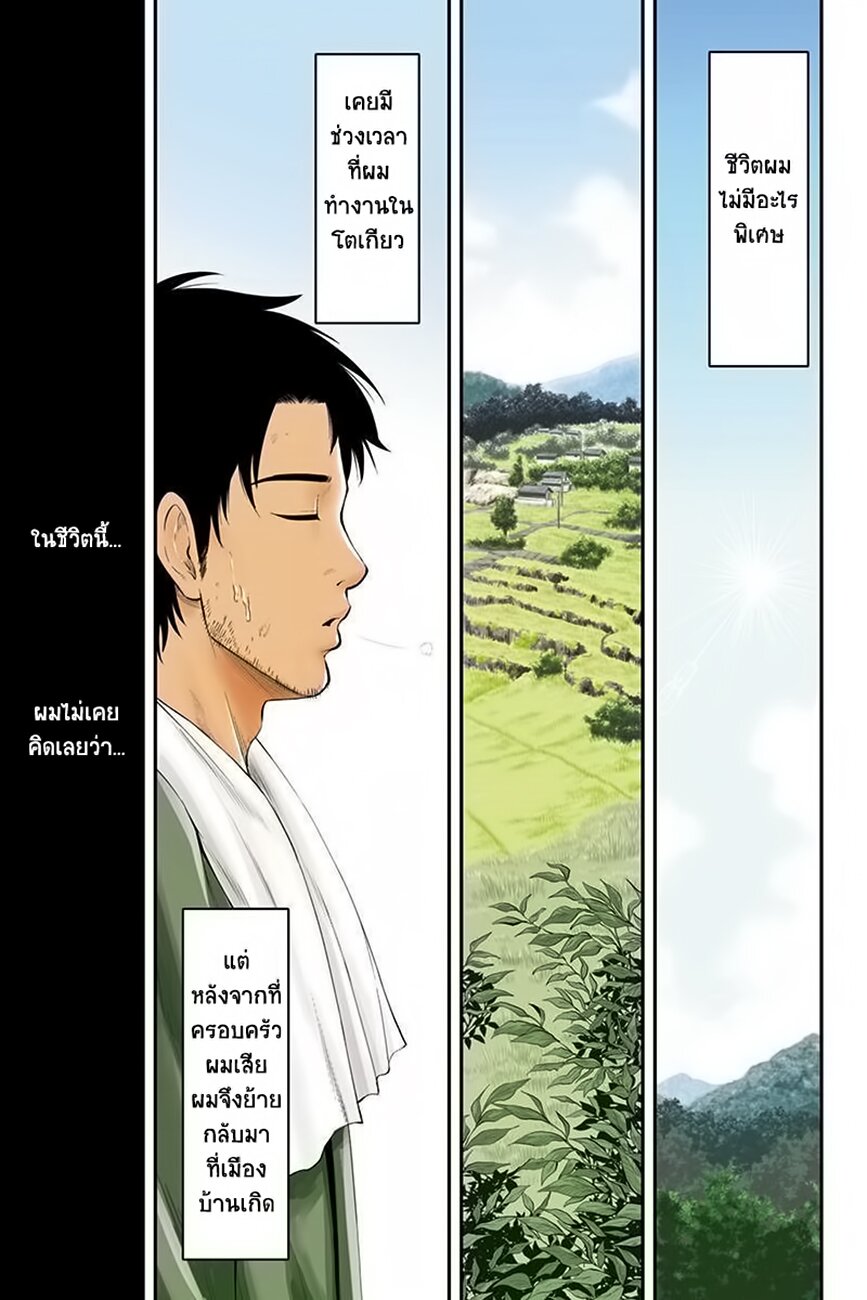 ชีวิตผม
ไม่มีอะไร
พิเศษ
เคยมี
ช่วงเวลา
ที่ผม
ทำงานใน
โตเกียว
แต่
หลังจากที่
ครอบครัว
ผมเสีย
ผมจึงย้าย
กลับมา
ที่เมือง
บ้านเกิด
ในชีวิตนี้...
ผมไม่เคย
คิดเลยว่า...